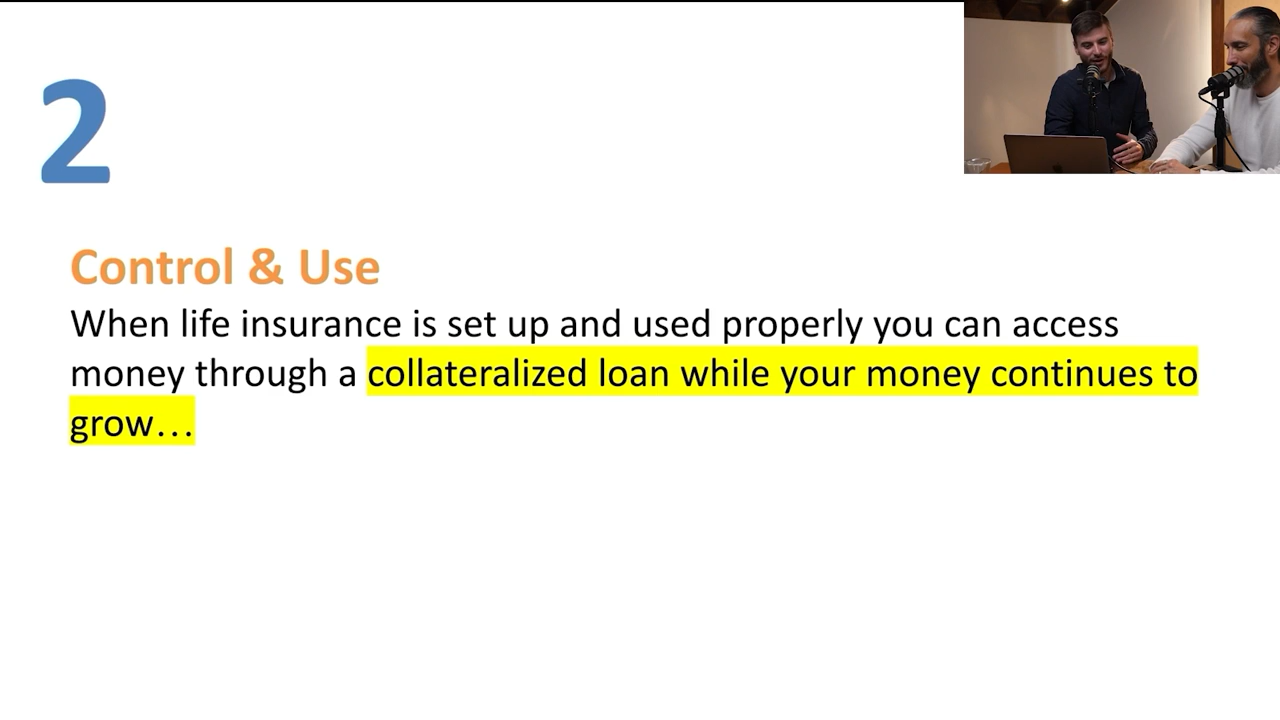 2
Control & Use
When life insurance is set up and used properly you can access
money through a collateralized loan while your money continues to
grow…